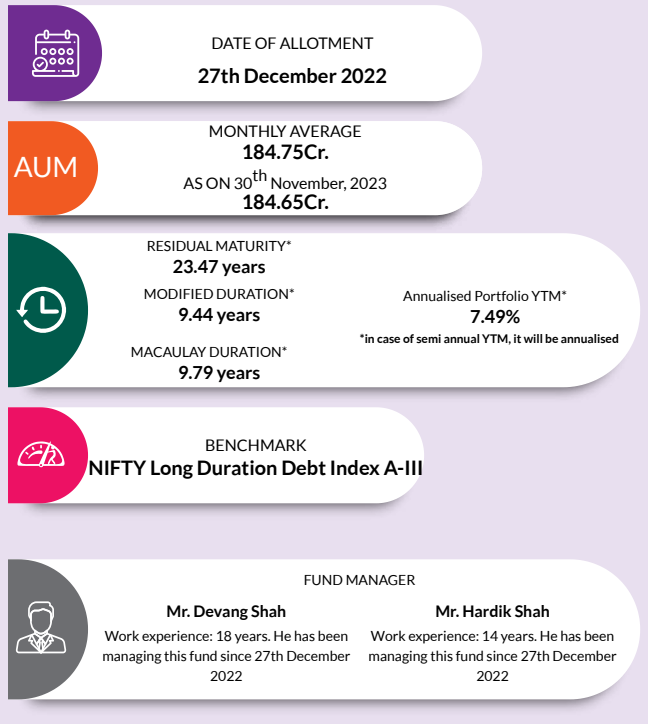 DATE OF ALLOTMENT
27th December 2022
AUM
MONTHLY AVERAGE
184.75Cr.
AS ON 30th November, 2023
184.65Cr.
RESIDUAL MATURITY*
23.47 years
MODIFIED DURATION*
9.44 years
MACAULAY DURATION*
9.79 years
Annualised Portfolio YTM*
7.49%
*in case of semi annual YTM, it will be annualised
BENCHMARK
NIFTY Long Duration Debt Index A-III
FUND MANAGER
Mr. Devang Shah
Work experience: 18 years. He has been
managing this fund since 27th December
2022
Mr. Hardik Shah
Work experience: 14 years. He has been
managing this fund since 27th December
2022